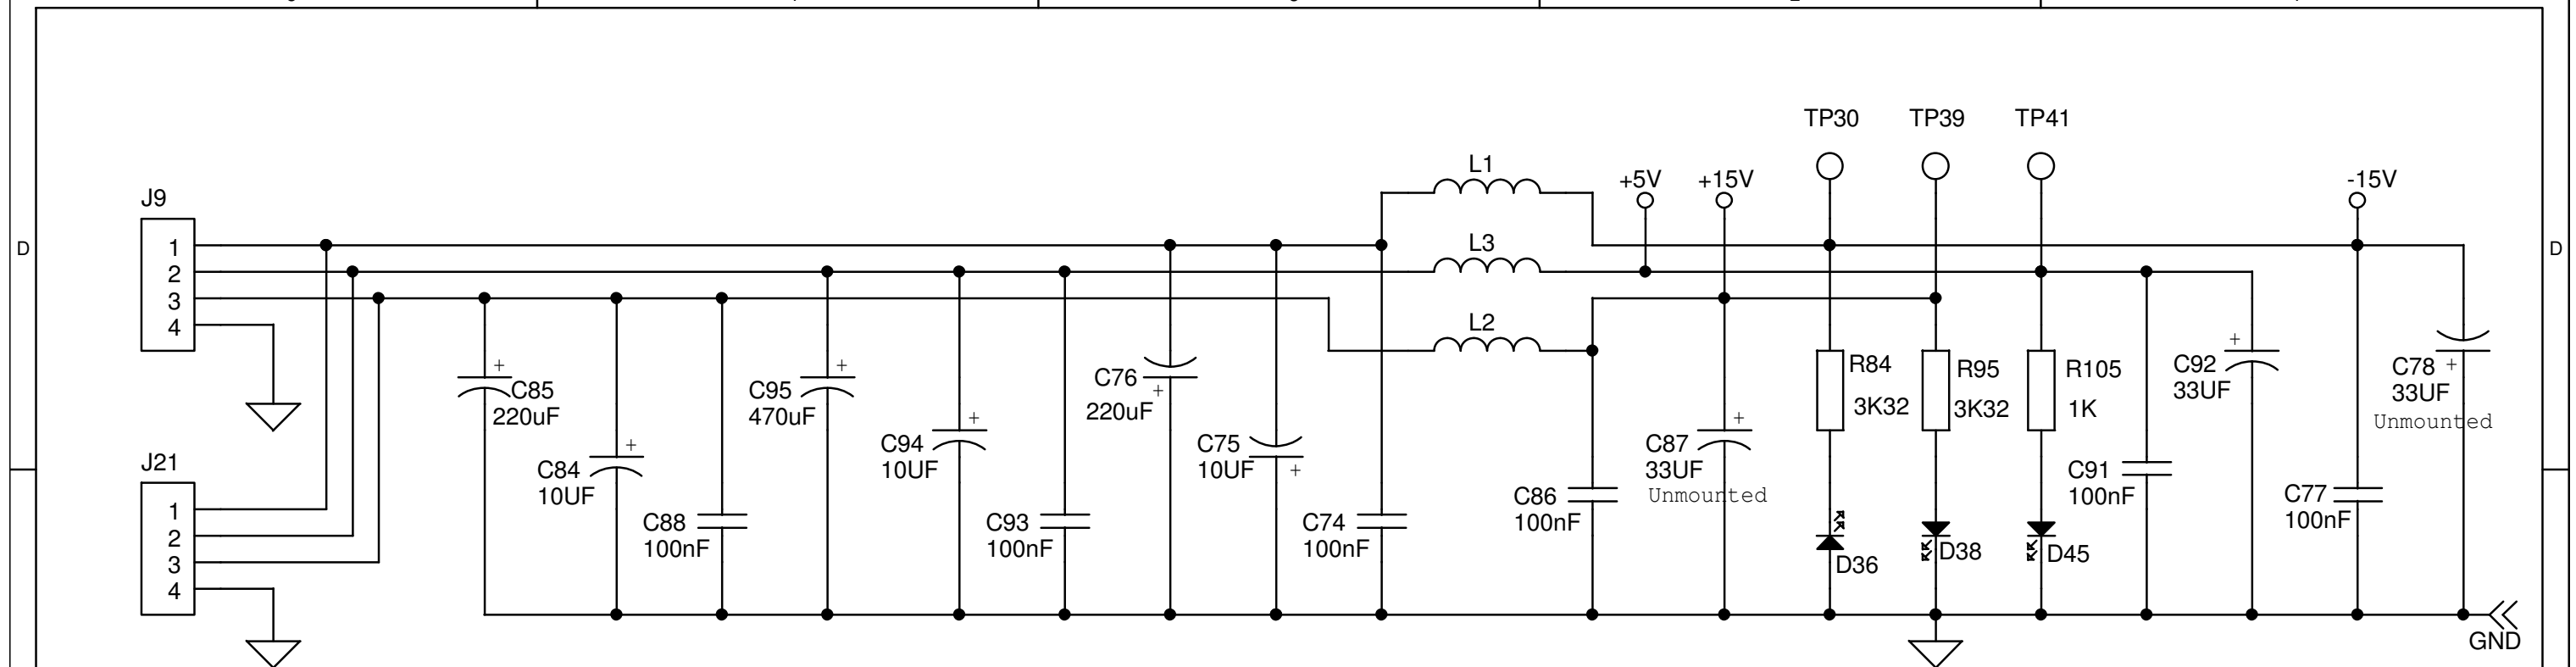 TP30 TP39 TP41
L1
+5V +15V -15V
J9
1
2
3
4
L3
L2
D D
C85
220uF
C84
10UF
C88
100nF
C95
470uF
C94
10UF
C93
100nF
C76
220uF
C75
10UF
C74
100nF
C86
100nF
C87
33UF
Unmounted
R84
3K32
R95
3K32
R105
1K
D36
D38
D45
C91
100nF
C92
33UF
C77
100nF
C78
33UF
Unmounted
J21
1
2
3
4
GND